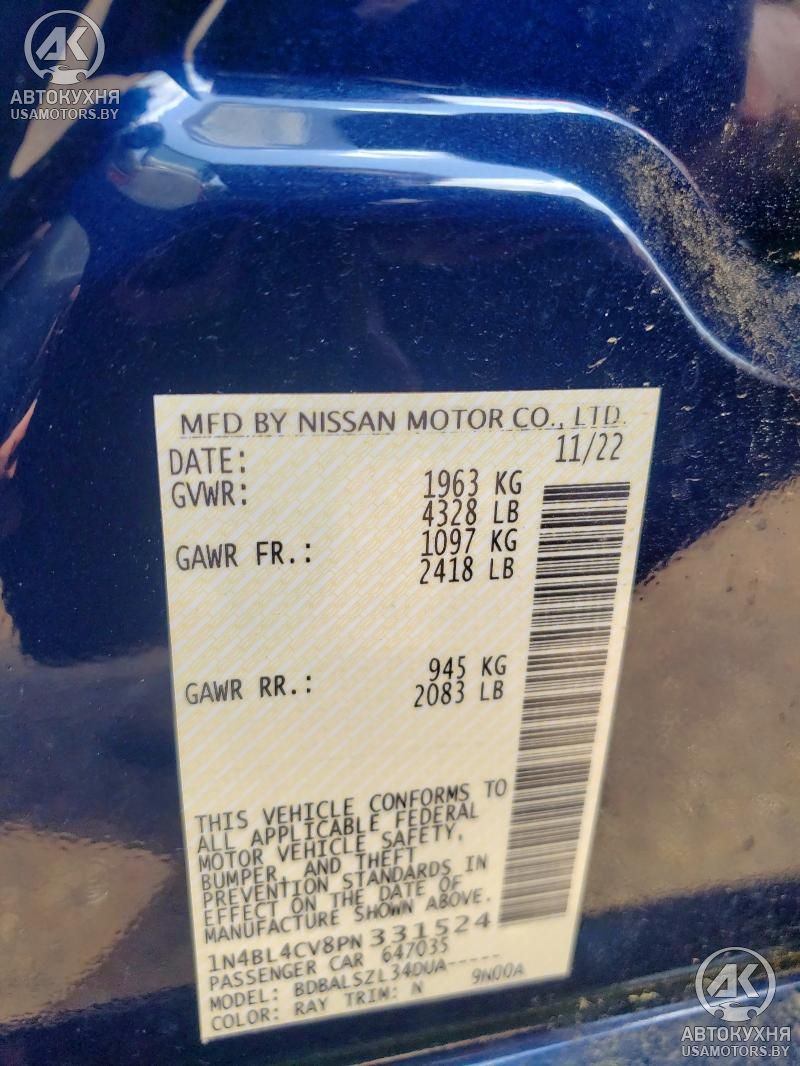 AK
АВТОКУХНЯ
USAMOTORS.BY
MFD BY NISSAN MOTOR CO., LTD.
DATE: 11/22
GVWR: 1963 KG
4328 LB
GAWR FR.: 1097 KG
2418 LB
GAWR RR.: 945 KG
2083 LB
THIS VEHICLE CONFORMS TO
ALL APPLICABLE FEDERAL
MOTOR VEHICLE SAFETY,
BUMPER, AND THEFT
PREVENTION STANDARDS IN
EFFECT ON THE DATE OF
MANUFACTURE SHOWN ABOVE.
1N4BL4CV8PN331524
PASSENGER CAR 647035
MODEL: BDBALSZL34DUA-----
COLOR: RAY TRIM: N 9N00A
AK
АВТОКУХНЯ
USAMOTORS.BY